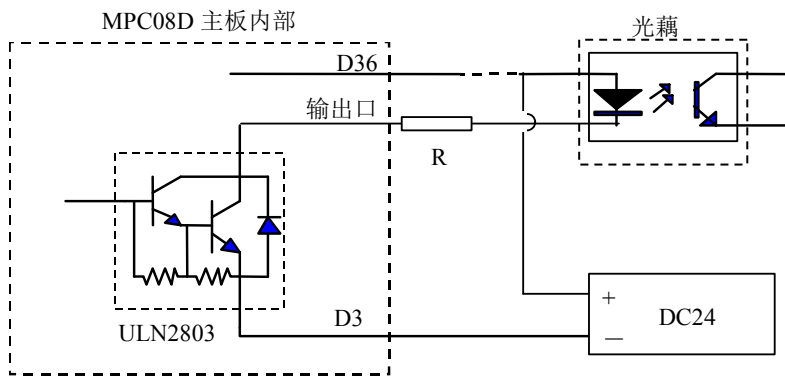 MPC08D 主板内部
光藕
D36
输出口
R
ULN2803
D3
+
DC24
—